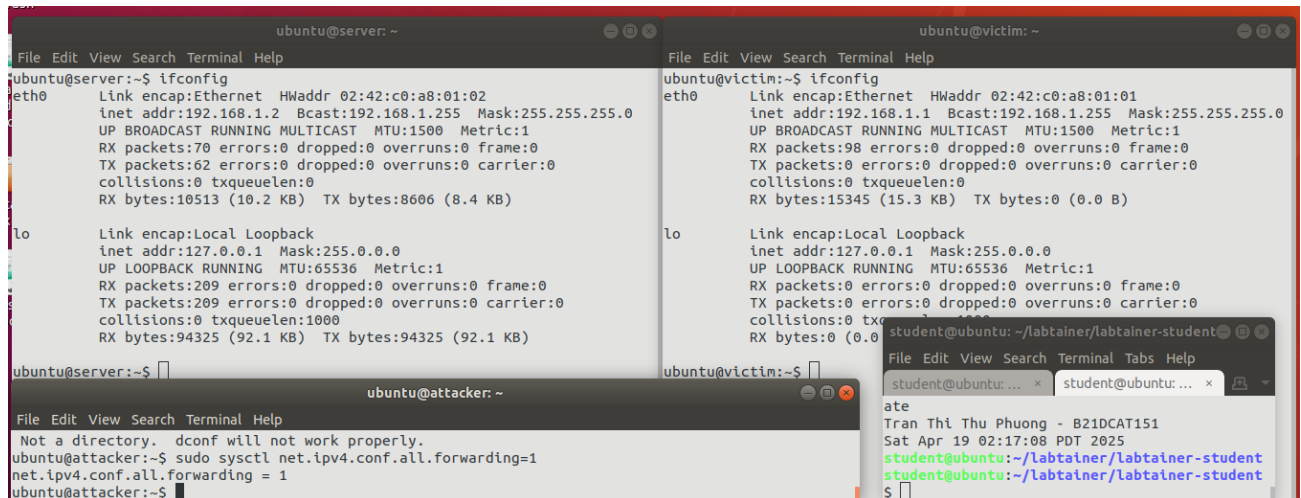 ubuntu@server: ~
File Edit View Search Terminal Help
ubuntu@server:~$ ifconfig
eth0 Link encap:Ethernet HWaddr 02:42:c0:a8:01:02
inet addr:192.168.1.2 Bcast:192.168.1.255 Mask:255.255.255.0
UP BROADCAST RUNNING MULTICAST MTU:1500 Metric:1
RX packets:70 errors:0 dropped:0 overruns:0 frame:0
TX packets:62 errors:0 dropped:0 overruns:0 carrier:0
collisions:0 txqueuelen:0
RX bytes:10513 (10.2 KB) TX bytes:8606 (8.4 KB)
lo Link encap:Local Loopback
inet addr:127.0.0.1 Mask:255.0.0.0
UP LOOPBACK RUNNING MTU:65536 Metric:1
RX packets:209 errors:0 dropped:0 overruns:0 frame:0
TX packets:209 errors:0 dropped:0 overruns:0 carrier:0
collisions:0 txqueuelen:1000
RX bytes:94325 (92.1 KB) TX bytes:94325 (92.1 KB)
ubuntu@server:~$
ubuntu@victim: ~
File Edit View Search Terminal Help
ubuntu@victim:~$ ifconfig
eth0 Link encap:Ethernet HWaddr 02:42:c0:a8:01:01
inet addr:192.168.1.1 Bcast:192.168.1.255 Mask:255.255.255.0
UP BROADCAST RUNNING MULTICAST MTU:1500 Metric:1
RX packets:98 errors:0 dropped:0 overruns:0 frame:0
TX packets:0 errors:0 dropped:0 overruns:0 carrier:0
collisions:0 txqueuelen:0
RX bytes:15345 (15.3 KB) TX bytes:0 (0.0 B)
lo Link encap:Local Loopback
inet addr:127.0.0.1 Mask:255.0.0.0
UP LOOPBACK RUNNING MTU:65536 Metric:1
RX packets:0 errors:0 dropped:0 overruns:0 frame:0
TX packets:0 errors:0 dropped:0 overruns:0 carrier:0
collisions:0
RX bytes:0 (0.0
ubuntu@victim:~$
ubuntu@attacker: ~
File Edit View Search Terminal Help
Not a directory. dconf will not work properly.
ubuntu@attacker:~$ sudo sysctl net.ipv4.conf.all.forwarding=1
net.ipv4.conf.all.forwarding = 1
ubuntu@attacker:~$
student@ubuntu: ~/labtainer/labtainer-student
File Edit View Search Terminal Tabs Help
student@ubuntu: ... × student@ubuntu: ... ×
ate
Tran Thi Thu Phuong - B21DCAT151
Sat Apr 19 02:17:08 PDT 2025
student@ubuntu:~/labtainer/labtainer-student
student@ubuntu:~/labtainer/labtainer-student
$